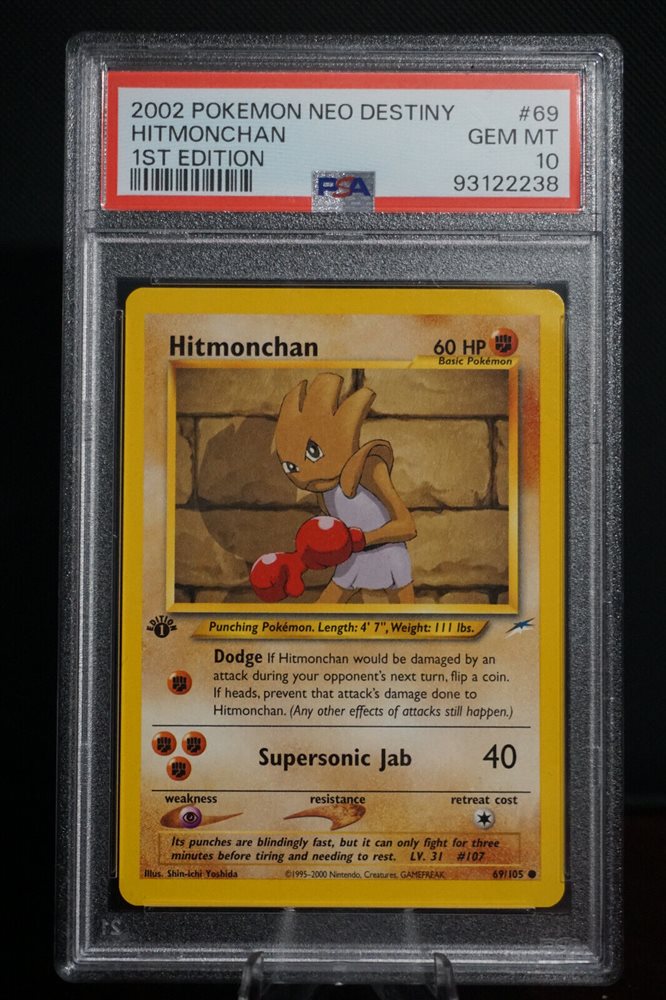 2002 POKEMON NEO DESTINY #69
HITMONCHAN GEM MT
1ST EDITION 10
PSA 93122238
Hitmonchan 60 HP
Basic Pokémon
EDITION
1
Punching Pokémon. Length: 4' 7", Weight: 111 lbs.
Dodge If Hitmonchan would be damaged by an
attack during your opponent's next turn, flip a coin.
If heads, prevent that attack's damage done to
Hitmonchan. (Any other effects of attacks still happen.)
Supersonic Jab 40
weakness resistance retreat cost
Its punches are blindingly fast, but it can only fight for three
minutes before tiring and needing to rest. LV. 31 #107
Illus. Shin-ichi Yoshida ©1995-2000 Nintendo, Creatures, GAMEFREAK. 69/105